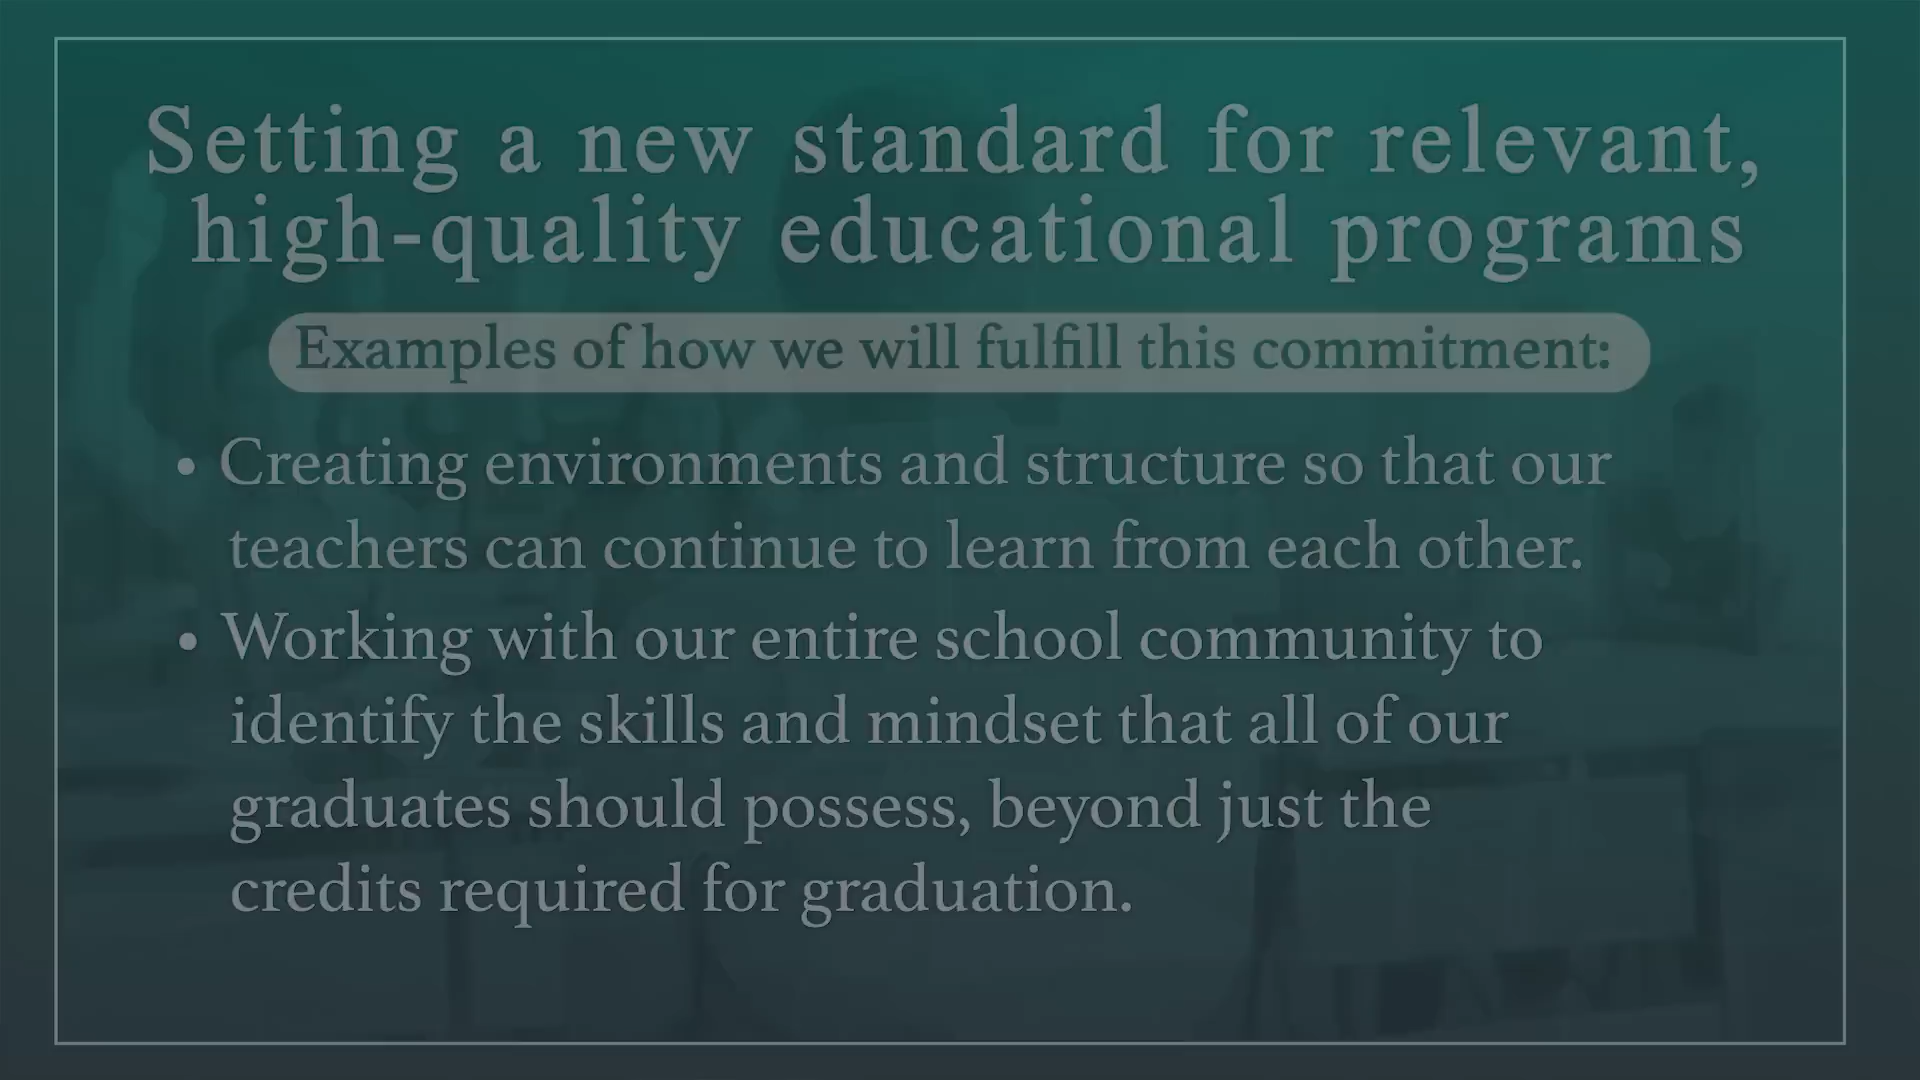 Setting a new standard for relevant,
high-quality educational programs
Examples of how we will fulfill this commitment:
• Creating environments and structure so that our
teachers can continue to learn from each other.
• Working with our entire school community to
identify the skills and mindset that all of our
graduates should possess, beyond just the
credits required for graduation.